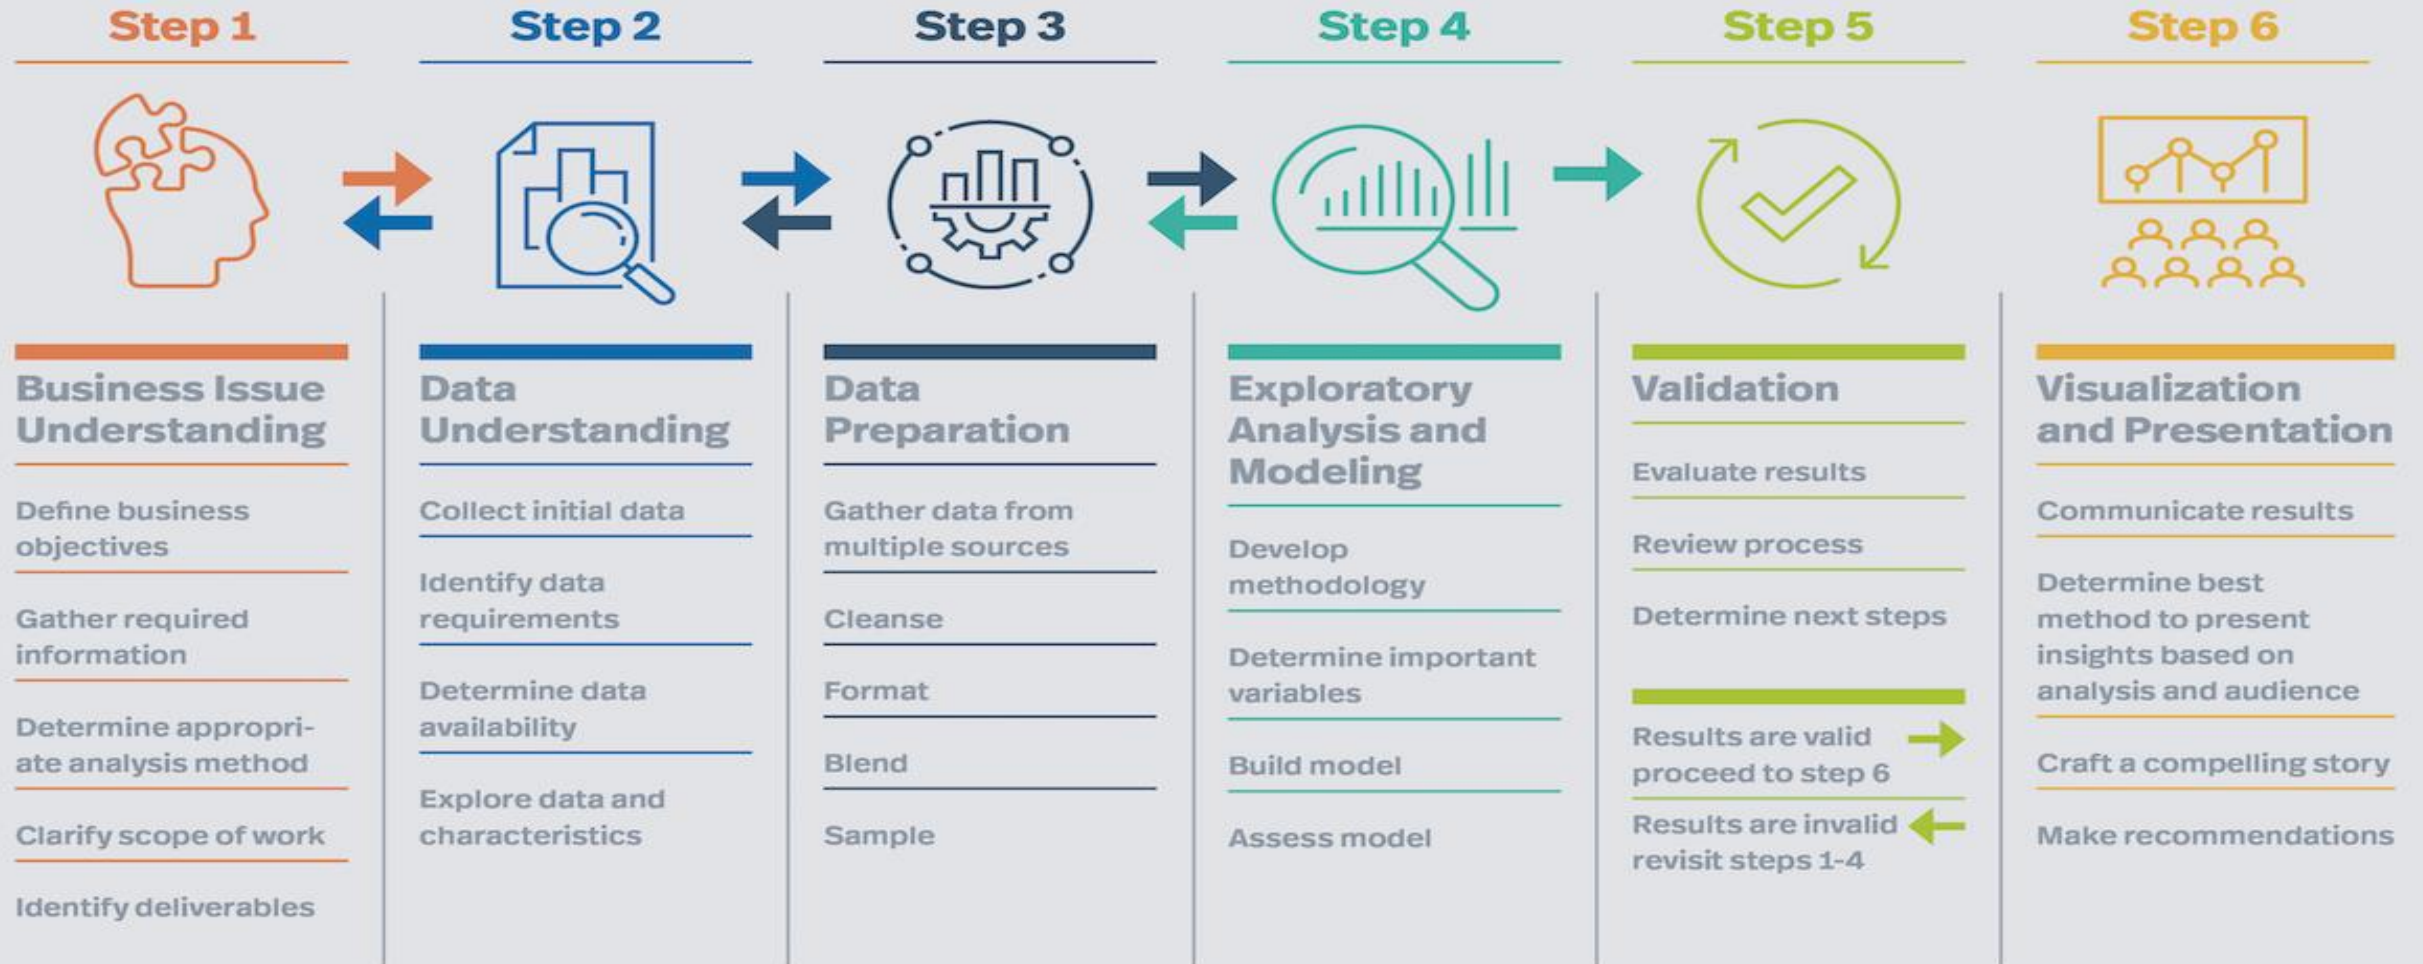 Step 1
Business Issue
Understanding
Define business
objectives
Gather required
information
Determine appropri-
ate analysis method
Clarify scope of work
Identify deliverables
Step 2
Data
Understanding
Collect initial data
Identify data
requirements
Determine data
availability
Explore data and
characteristics
Step 3
Data
Preparation
Gather data from
multiple sources
Cleanse
Format
Blend
Sample
Step 4
Exploratory
Analysis and
Modeling
Develop
methodology
Determine important
variables
Build model
Assess model
Step 5
Validation
Evaluate results
Review process
Determine next steps
Results are valid
proceed to step 6
Results are invalid
revisit steps 1-4
Step 6
Visualization
and Presentation
Communicate results
Determine best
method to present
insights based on
analysis and audience
Craft a compelling story
Make recommendations